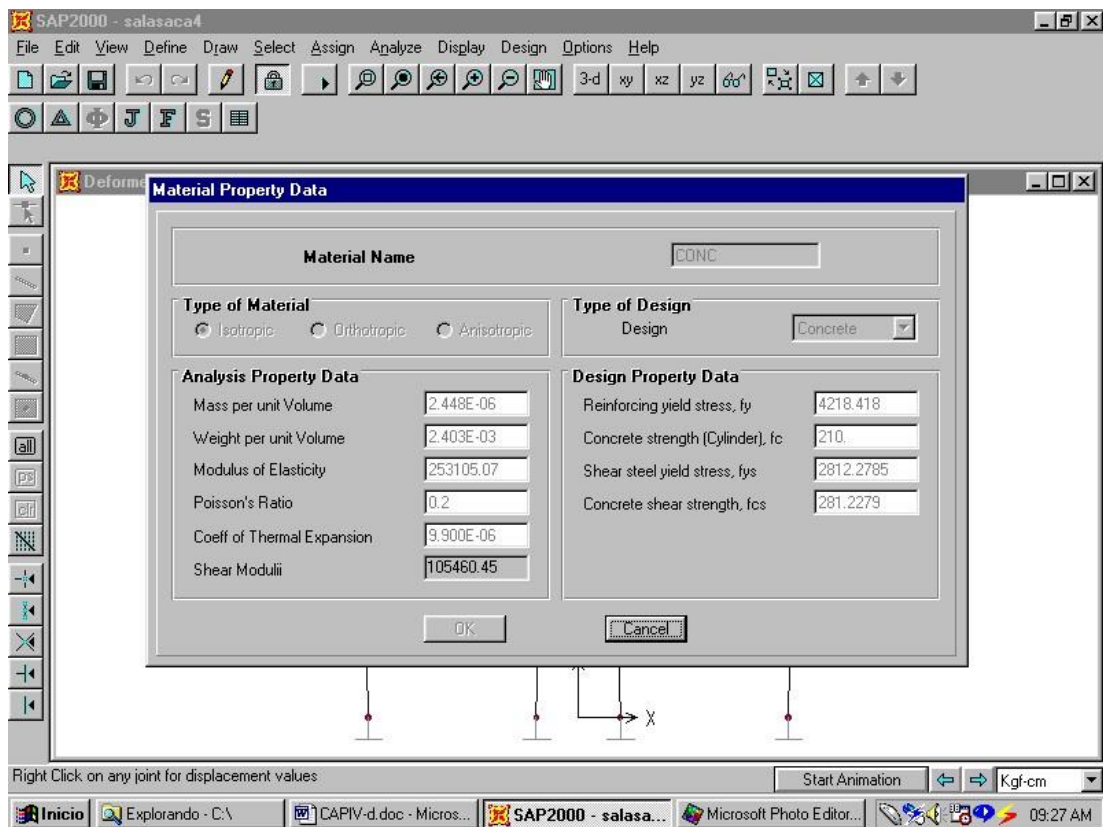 SAP2000 - salasaca4
File Edit View Define Draw Select Assign Analyze Display Design Options Help
3-d xy xz yz
J F S
Deforme
Material Property Data
Material Name CONC
Type of Material
Isotropic Orthotropic Anisotropic
Type of Design
Design Concrete
Analysis Property Data
Mass per unit Volume 2.448E-06
Weight per unit Volume 2.403E-03
Modulus of Elasticity 253105.07
Poisson's Ratio 0.2
Coeff of Thermal Expansion 9.900E-06
Shear Modulii 105460.45
Design Property Data
Reinforcing yield stress, fy 4218.418
Concrete strength (Cylinder), fc 210.
Shear steel yield stress, fys 2812.2785
Concrete shear strength, fcs 281.2279
OK Cancel
all
ps
clr
X
Right Click on any joint for displacement values Start Animation Kgf-cm
Inicio Explorando - C:\ CAPIV-d.doc - Micros... SAP2000 - salasa... Microsoft Photo Editor... 09:27 AM